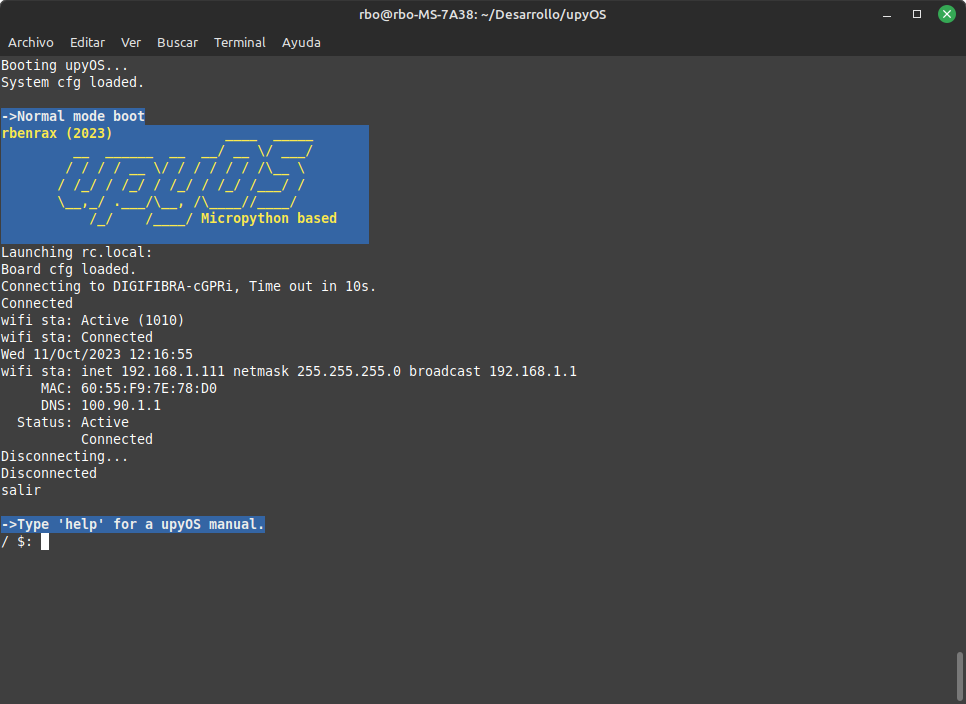 rbo@rbo-MS-7A38: ~/Desarrollo/upyOS
Archivo Editar Ver Buscar Terminal Ayuda
Booting upyOS...
System cfg loaded.
->Normal mode boot
rbenrax (2023)
upyOS
Micropython based
Launching rc.local:
Board cfg loaded.
Connecting to DIGIFIBRA-cGPRi, Time out in 10s.
Connected
wifi sta: Active (1010)
wifi sta: Connected
Wed 11/Oct/2023 12:16:55
wifi sta: inet 192.168.1.111 netmask 255.255.255.0 broadcast 192.168.1.1
MAC: 60:55:F9:7E:78:D0
DNS: 100.90.1.1
Status: Active
Connected
Disconnecting...
Disconnected
salir
->Type 'help' for a upyOS manual.
/ $: